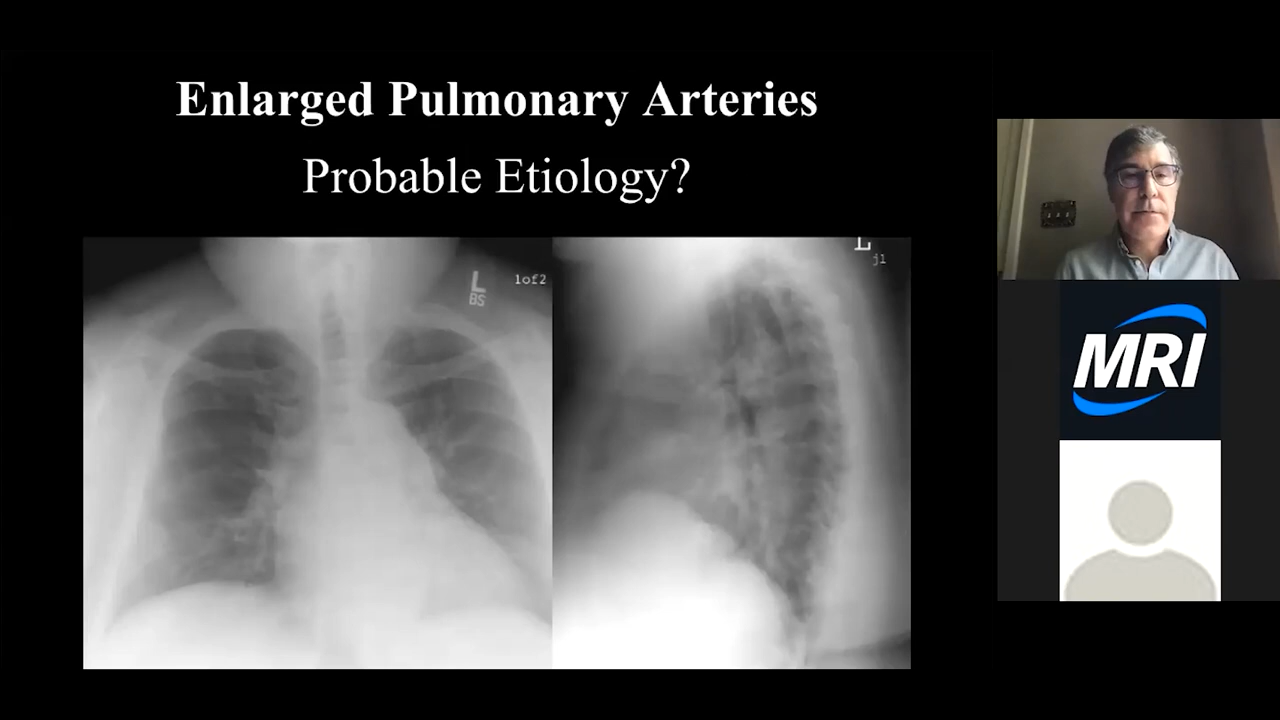 Enlarged Pulmonary Arteries
Probable Etiology?
L
BS
1of2
L
j1
MRI